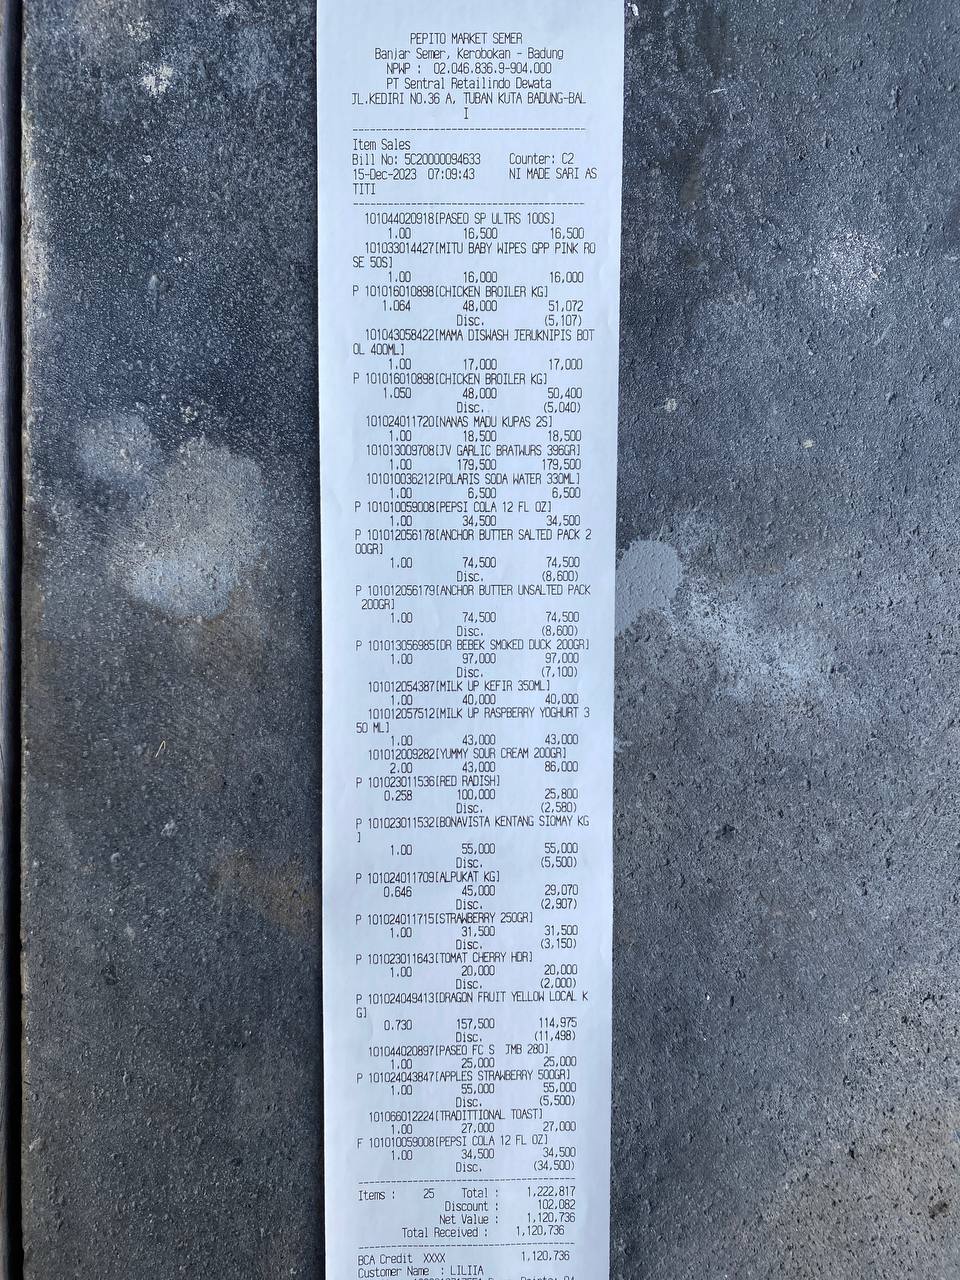 PEPITO MARKET SEMER
Banjar Semer, Kerobokan - Badung
NPWP : 02.046.836.9-904.000
PT Sentral Retailindo Dewata
JL.KEDIRI NO.36 A, TUBAN KUTA BADUNG-BAL
I
Item Sales
Bill No: 5C20000094633 Counter: C2
15-Dec-2023 07:09:43 NI MADE SARI AS
TITI
101044020918[PASEO SP ULTRS 100S]
1.00 16,500 16,500
101033014427[MITU BABY WIPES GPP PINK RO
SE 50S]
1.00 16,000 16,000
P 101016010898[CHICKEN BROILER KG]
1.064 48,000 51,072
Disc. (5,107)
101043058422[MAMA DISWASH JERUKNIPIS BOT
OL 400ML]
1.00 17,000 17,000
P 101016010898[CHICKEN BROILER KG]
1.050 48,000 50,400
Disc. (5,040)
101024011720[NANAS MADU KUPAS 2S]
1.00 18,500 18,500
101013009708[JV GARLIC BRATWURS 396GR]
1.00 179,500 179,500
101010036212[POLARIS SODA WATER 330ML]
1.00 6,500 6,500
P 101010059008[PEPSI COLA 12 FL OZ]
1.00 34,500 34,500
P 101012056178[ANCHOR BUTTER SALTED PACK 2
00GR]
1.00 74,500 74,500
Disc. (8,600)
P 101012056179[ANCHOR BUTTER UNSALTED PACK
200GR]
1.00 74,500 74,500
Disc. (8,600)
P 101013056985[DR BEBEK SMOKED DUCK 200GR]
1.00 97,000 97,000
Disc. (7,100)
101012054387[MILK UP KEFIR 350ML]
1.00 40,000 40,000
101012057512[MILK UP RASPBERRY YOGHURT 3
50 ML]
1.00 43,000 43,000
101012009282[YUMMY SOUR CREAM 200GR]
2.00 43,000 86,000
P 101023011536[RED RADISH]
0.258 100,000 25,800
Disc. (2,580)
P 101023011532[BONAVISTA KENTANG SIOMAY KG
]
1.00 55,000 55,000
Disc. (5,500)
P 101024011709[ALPUKAT KG]
0.646 45,000 29,070
Disc. (2,907)
P 101024011715[STRAWBERRY 250GR]
1.00 31,500 31,500
Disc. (3,150)
P 101023011643[TOMAT CHERRY HDR]
1.00 20,000 20,000
Disc. (2,000)
P 101024049413[DRAGON FRUIT YELLOW LOCAL K
G]
0.730 157,500 114,975
Disc. (11,498)
101044020897[PASEO FC S JMB 280]
1.00 25,000 25,000
P 101024043847[APPLES STRAWBERRY 500GR]
1.00 55,000 55,000
Disc. (5,500)
101066012224[TRADITTIONAL TOAST]
1.00 27,000 27,000
F 101010059008[PEPSI COLA 12 FL OZ]
1.00 34,500 34,500
Disc. (34,500)
Items : 25 Total : 1,222,817
Discount : 102,082
Net Value : 1,120,736
Total Received : 1,120,736
BCA Credit XXXX 1,120,736
Customer Name : LILIIA